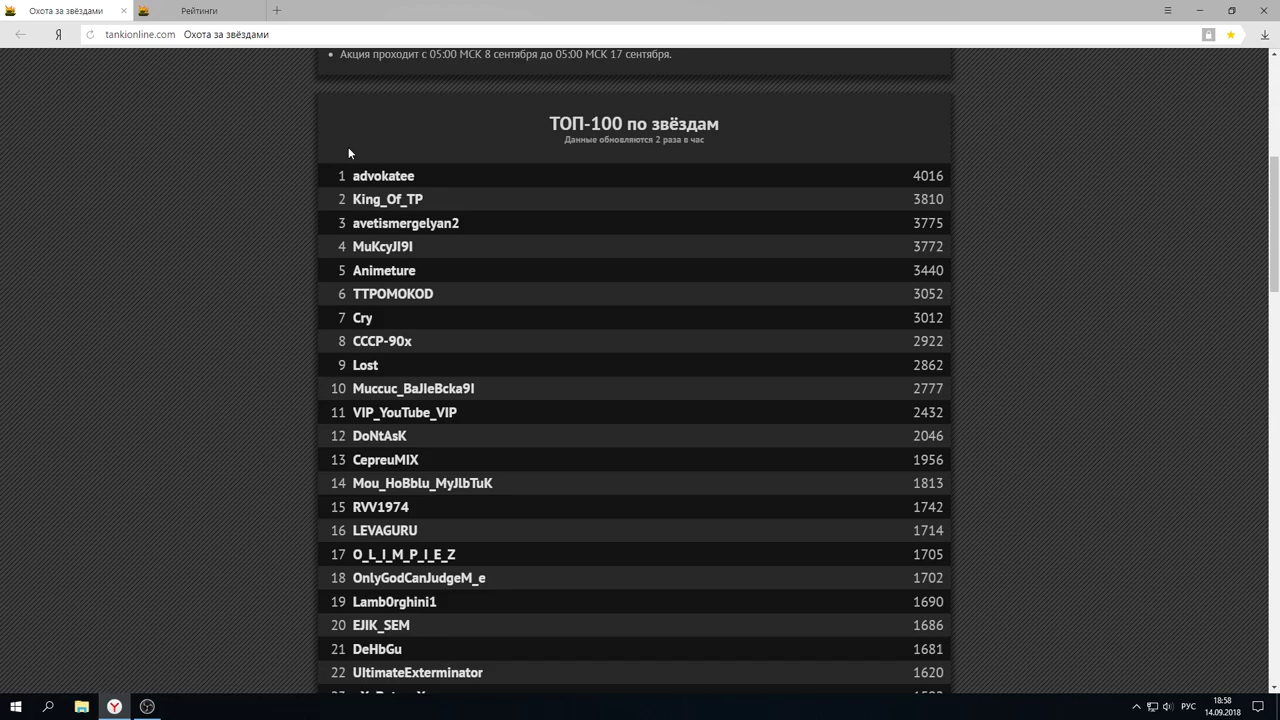 Охота за звёздами
Рейтинги
Я
tankionline.com Охота за звёздами
Акция проходит с 05:00 МСК 8 сентября до 05:00 МСК 17 сентября.
ТОП-100 по звёздам
Данные обновляются 2 раза в час
1 advokatee 4016
2 King_Of_TP 3810
3 avetismergelyan2 3775
4 MuKcyJI9I 3772
5 Animeture 3440
6 TTPOMOKOD 3052
7 Cry 3012
8 CCCP-90x 2922
9 Lost 2862
10 Muccuc_BaJIeBcka9I 2777
11 VIP_YouTube_VIP 2432
12 DoNtAsK 2046
13 CepreuMIX 1956
14 Mou_HoBblu_MyJlbTuK 1813
15 RVV1974 1742
16 LEVAGURU 1714
17 O_L_I_M_P_I_E_Z 1705
18 OnlyGodCanJudgeM_e 1702
19 Lamb0rghini1 1690
20 EJIK_SEM 1686
21 DeHbGu 1681
22 UltimateExterminator 1620
РУС
18:58
14.09.2018